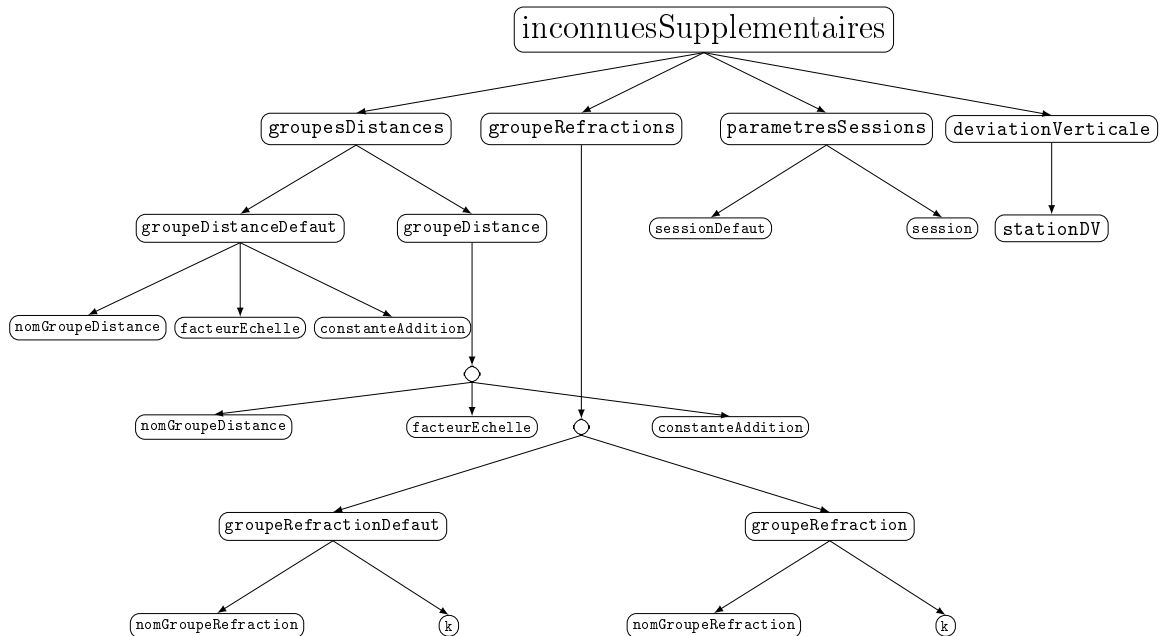 inconnuesSupplementaires
groupesDistances
groupeRefractions
parametresSessions
deviationVerticale
groupeDistanceDefaut
groupeDistance
sessionDefaut
session
stationDV
nomGroupeDistance
facteurEchelle
constanteAddition
nomGroupeDistance
facteurEchelle
constanteAddition
groupeRefractionDefaut
groupeRefraction
nomGroupeRefraction
k
nomGroupeRefraction
k